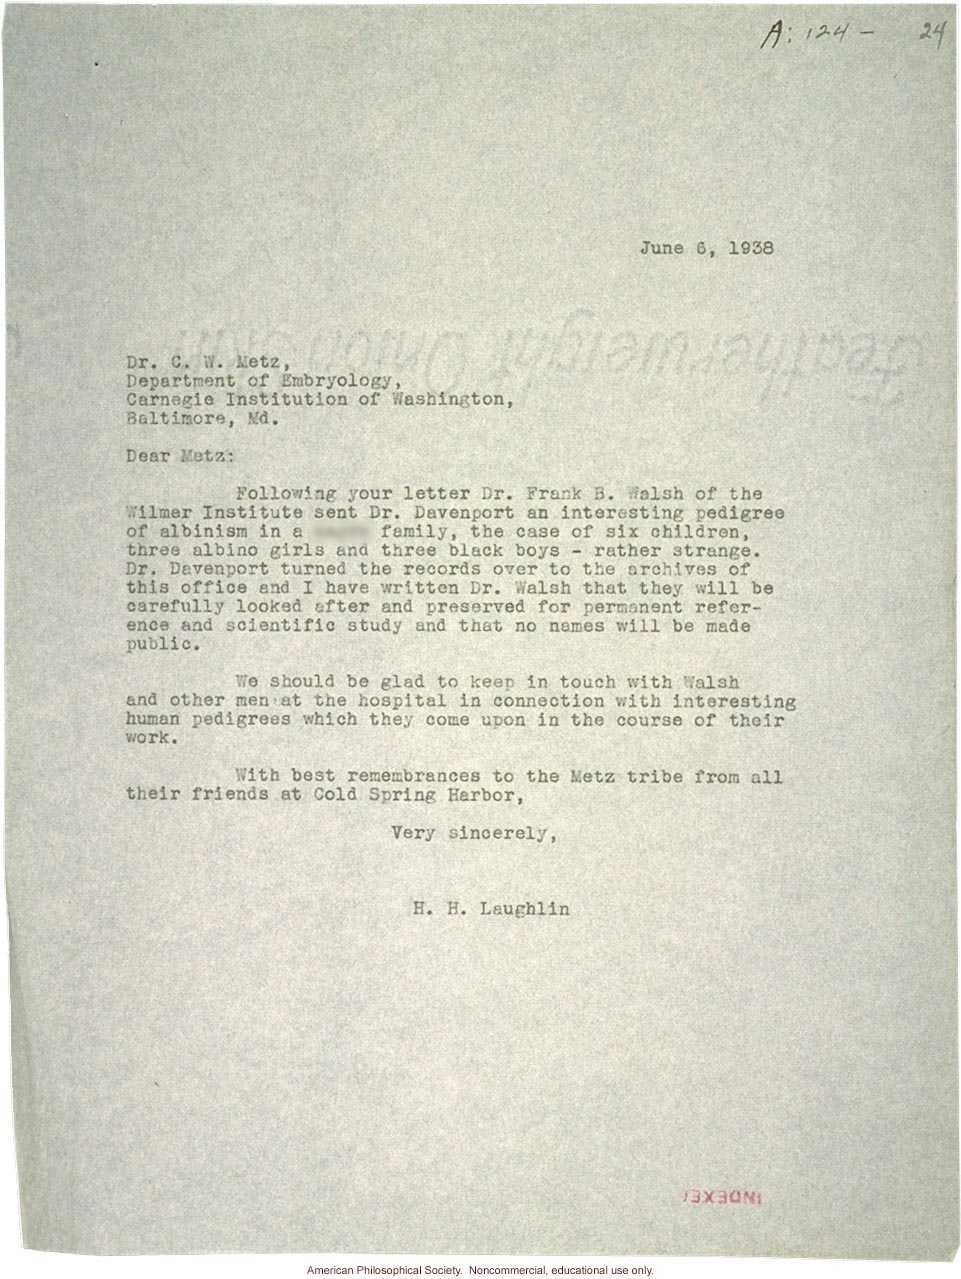 A: 124 - 24
June 6, 1938
Feather weight Onion Skin
Dr. C. W. Metz,
Department of Embryology,
Carnegie Institution of Washington,
Baltimore, Md.
Dear Metz:
Following your letter Dr. Frank B. Walsh of the
Wilmer Institute sent Dr. Davenport an interesting pedigree
of albinism in a family, the case of six children,
three albino girls and three black boys - rather strange.
Dr. Davenport turned the records over to the archives of
this office and I have written Dr. Walsh that they will be
carefully looked after and preserved for permanent refer-
ence and scientific study and that no names will be made
public.
We should be glad to keep in touch with Walsh
and other men at the hospital in connection with interesting
human pedigrees which they come upon in the course of their
work.
With best remembrances to the Metz tribe from all
their friends at Cold Spring Harbor,
Very sincerely,
H. H. Laughlin
INDEXE
American Philosophical Society. Noncommercial, educational use only.